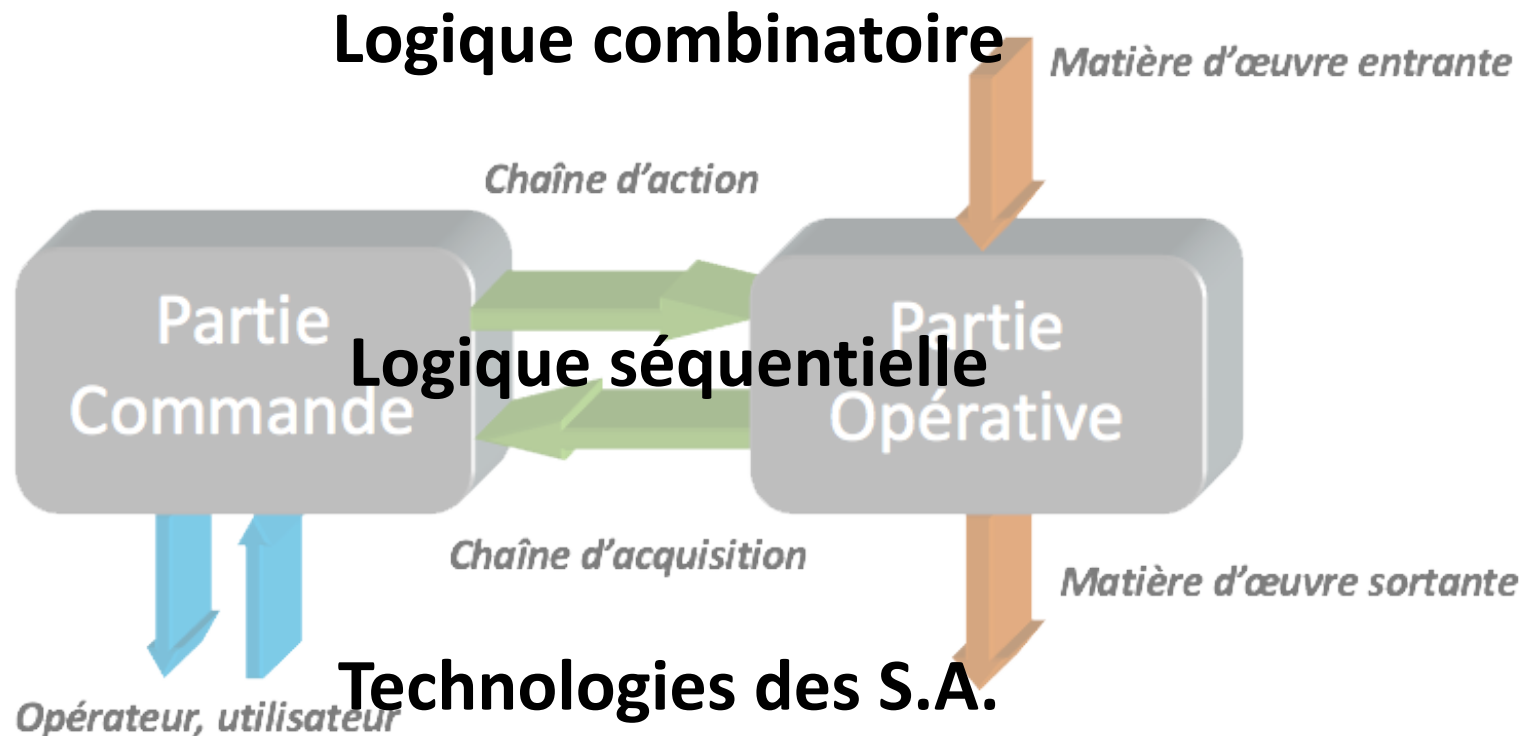 Logique combinatoire
Matière d'œuvre entrante
Chaîne d'action
Partie
Commande
Partie
Opérative
Logique séquentielle
Chaîne d'acquisition
Matière d'œuvre sortante
Technologies des S.A.
Opérateur, utilisateur